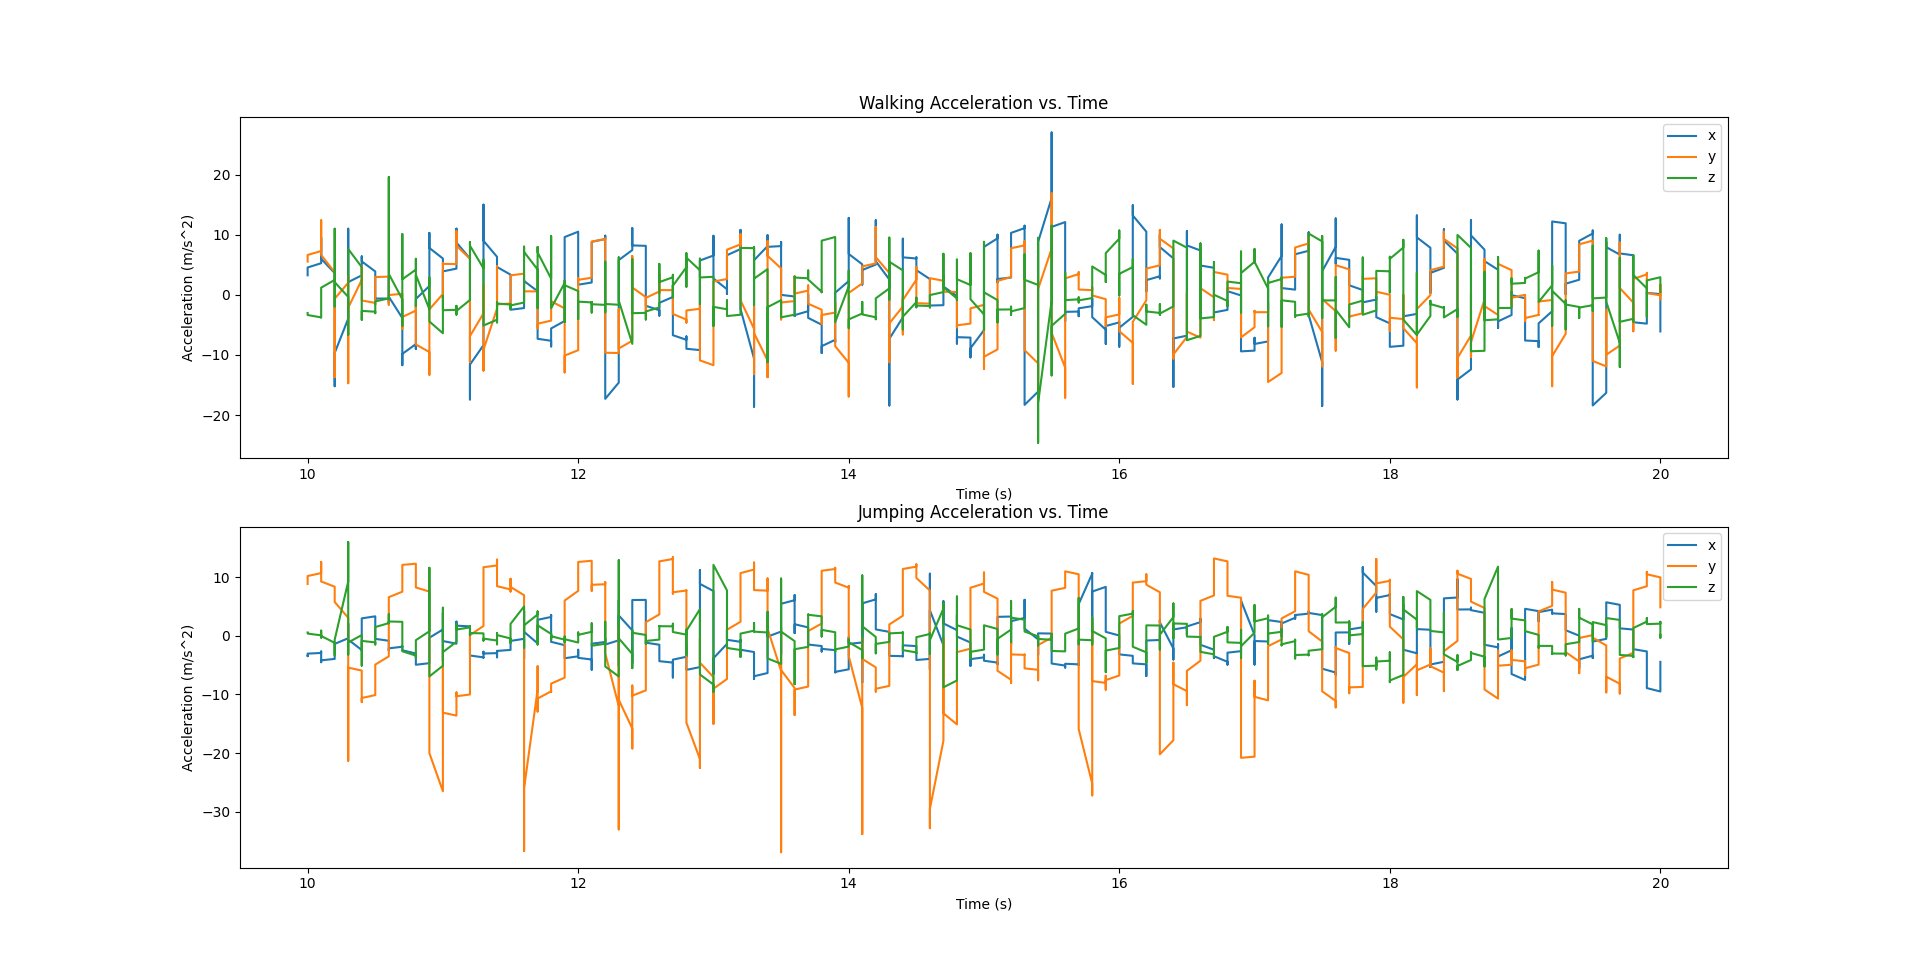 Walking Acceleration vs. Time
x
y
z
20
10
0
−10
−20
Acceleration (m/s^2)
10 12 14 16 18 20
Time (s)
Jumping Acceleration vs. Time
x
y
z
10
0
−10
−20
−30
Acceleration (m/s^2)
10 12 14 16 18 20
Time (s)